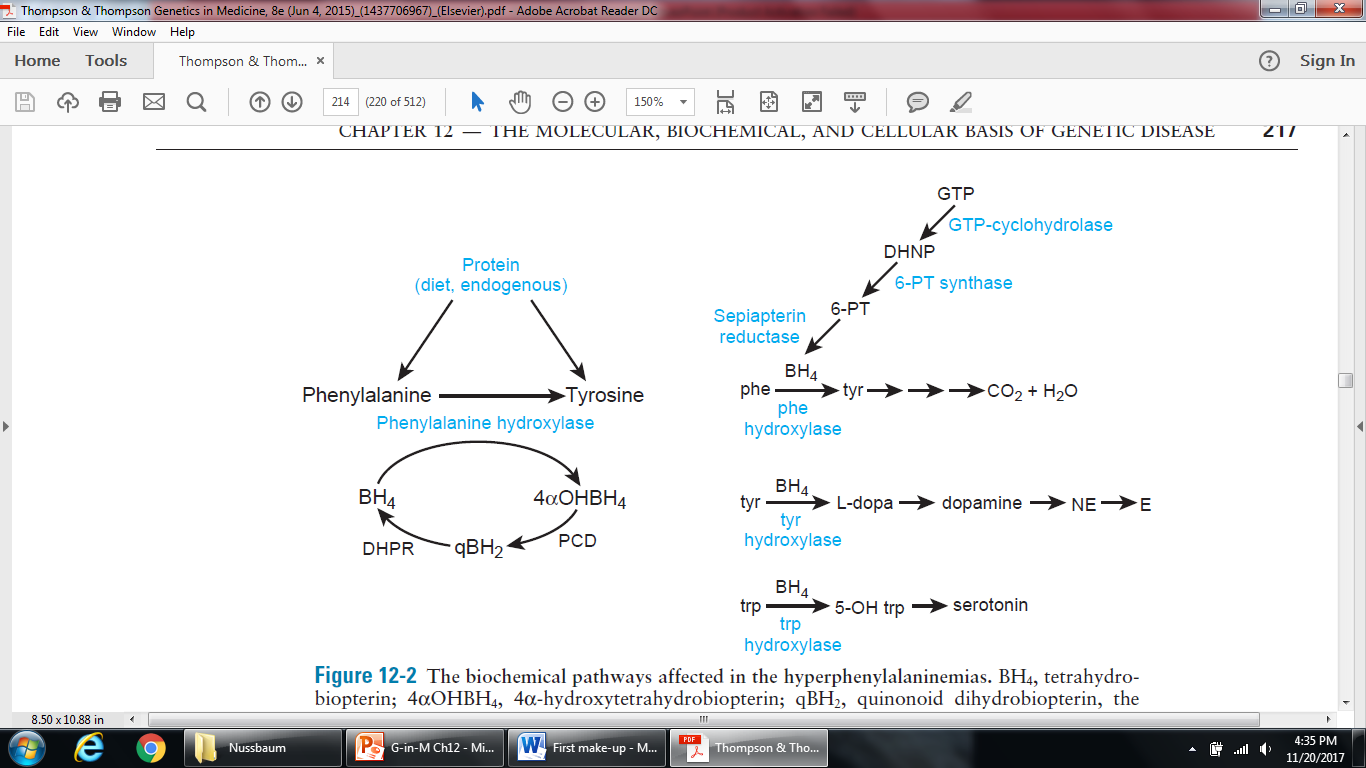 Thompson & Thompson Genetics in Medicine, 8e (Jun 4, 2015)_(1437706967)_(Elsevier).pdf - Adobe Acrobat Reader DC
File Edit View Window Help
Home Tools Thompson & Thom... × ? Sign In
214 (220 of 512) 150%
CHAPTER 12 — THE MOLECULAR, BIOCHEMICAL, AND CELLULAR BASIS OF GENETIC DISEASE 217
Protein
(diet, endogenous)
Phenylalanine Tyrosine
Phenylalanine hydroxylase
BH4 4αOHBH4
DHPR qBH2 PCD
GTP
GTP-cyclohydrolase
DHNP
6-PT synthase
6-PT
Sepiapterin
reductase
BH4
phe tyr CO2 + H2O
phe
hydroxylase
BH4
tyr L-dopa dopamine NE E
tyr
hydroxylase
BH4
trp 5-OH trp serotonin
trp
hydroxylase
Figure 12-2 The biochemical pathways affected in the hyperphenylalaninemias. BH4, tetrahydro-
biopterin; 4αOHBH4, 4α-hydroxytetrahydrobiopterin; qBH2, quinonoid dihydrobiopterin, the
8.50 x 10.88 in
Nussbaum G-in-M Ch12 - Mi... First make-up - M... Thompson & Tho...
4:35 PM
11/20/2017